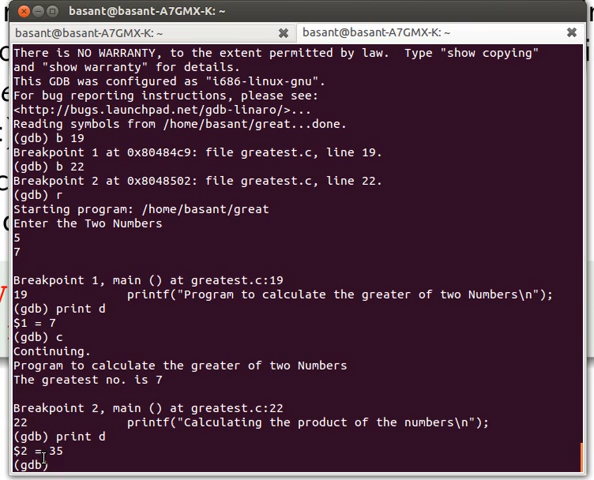 basant@basant-A7GMX-K: ~
basant@basant-A7GMX-K: ~
basant@basant-A7GMX-K: ~
There is NO WARRANTY, to the extent permitted by law.  Type "show copying"
and "show warranty" for details.
This GDB was configured as "i686-linux-gnu".
For bug reporting instructions, please see:
<http://bugs.launchpad.net/gdb-linaro/>...
Reading symbols from /home/basant/great...done.
(gdb) b 19
Breakpoint 1 at 0x80484c9: file greatest.c, line 19.
(gdb) b 22
Breakpoint 2 at 0x8048502: file greatest.c, line 22.
(gdb) r
Starting program: /home/basant/great
Enter the Two Numbers
5
7
Breakpoint 1, main () at greatest.c:19
19              printf("Program to calculate the greater of two Numbers\n");
(gdb) print d
$1 = 7
(gdb) c
Continuing.
Program to calculate the greater of two Numbers
The greatest no. is 7
Breakpoint 2, main () at greatest.c:22
22              printf("Calculating the product of the numbers\n");
(gdb) print d
$2 = 35
(gdb)